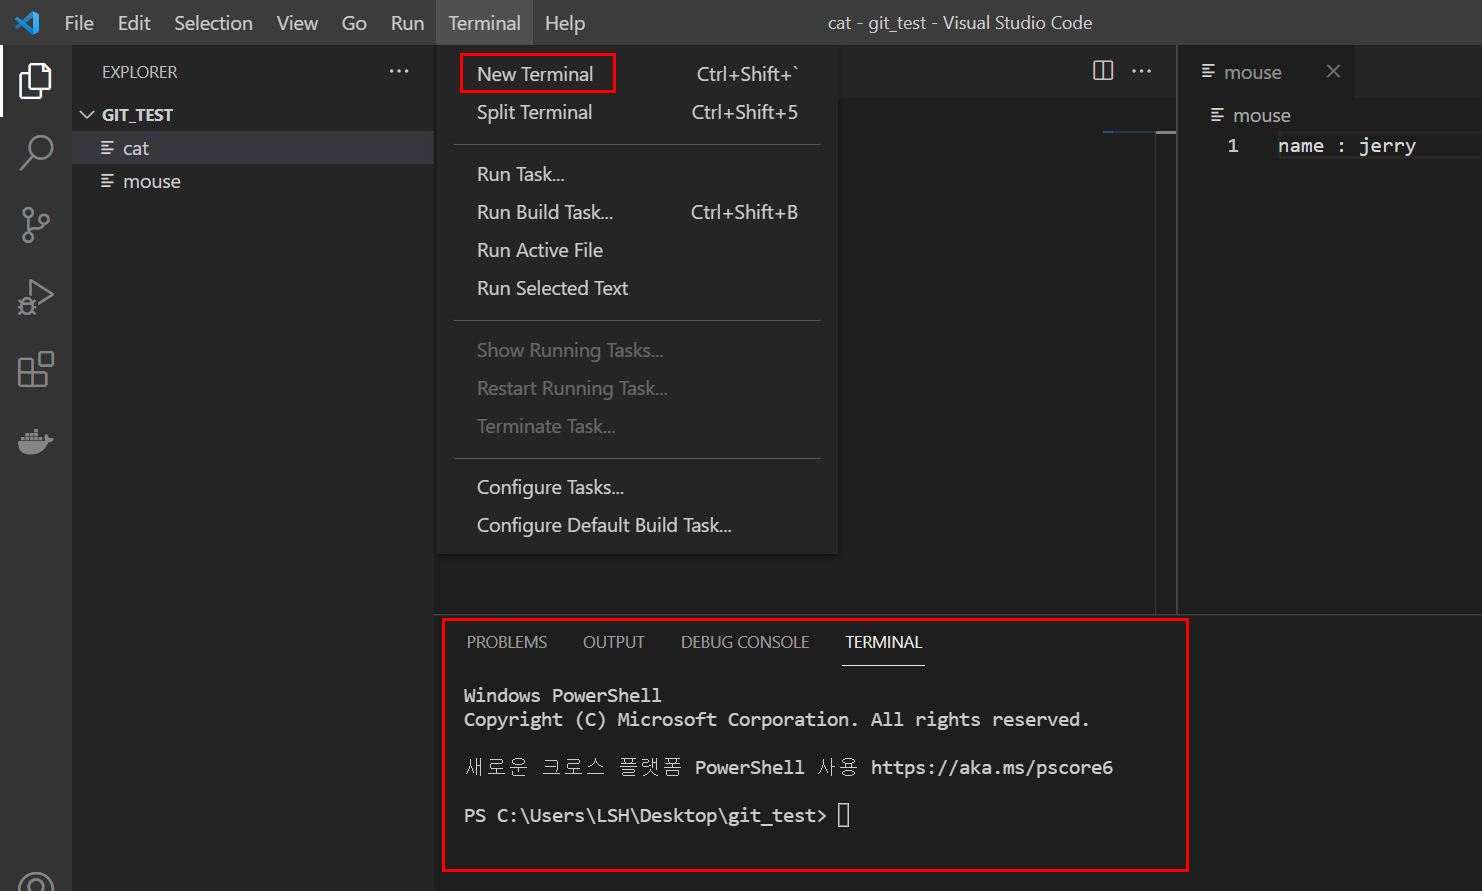 File Edit Selection View Go Run Terminal Help cat - git_test - Visual Studio Code
EXPLORER
GIT_TEST
cat
mouse
New Terminal Ctrl+Shift+`
Split Terminal Ctrl+Shift+5
Run Task...
Run Build Task... Ctrl+Shift+B
Run Active File
Run Selected Text
Show Running Tasks...
Restart Running Task...
Terminate Task...
Configure Tasks...
Configure Default Build Task...
mouse
mouse
1 name : jerry
PROBLEMS OUTPUT DEBUG CONSOLE TERMINAL
Windows PowerShell
Copyright (C) Microsoft Corporation. All rights reserved.
새로운 크로스 플랫폼 PowerShell 사용 https://aka.ms/pscore6
PS C:\Users\LSH\Desktop\git_test>